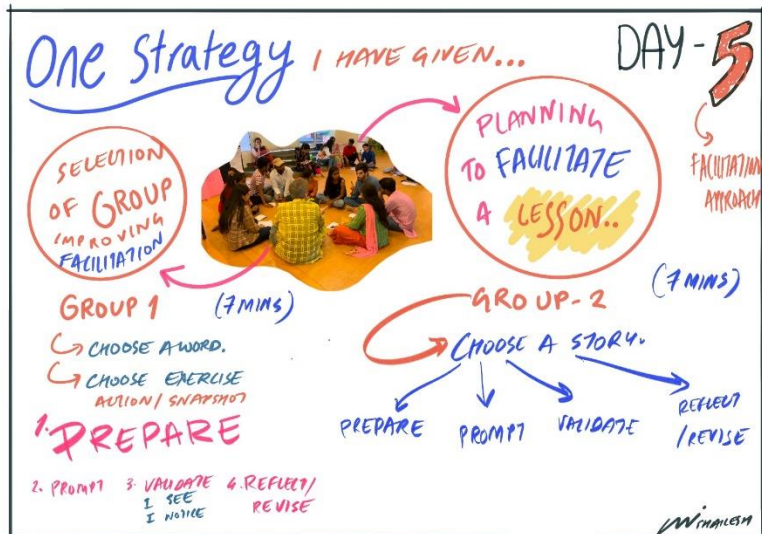 One Strategy I HAVE GIVEN...
DAY-5
FACILITATION
APPROACH
SELECTION
OF GROUP
IMPROVING
FACILITATION
PLANNING
TO FACILITATE
A LESSON..
GROUP 1 (7 MINS)
CHOOSE A WORD.
CHOOSE EXERCISE
ACTION / SNAPSHOT
1. PREPARE
2. PROMPT 3. VALIDATE 4. REFLECT/
I SEE REVISE
I NOTICE
GROUP-2 (7 MINS)
CHOOSE A STORY.
PREPARE PROMPT VALIDATE REFLECT
/REVISE
SHAILESH